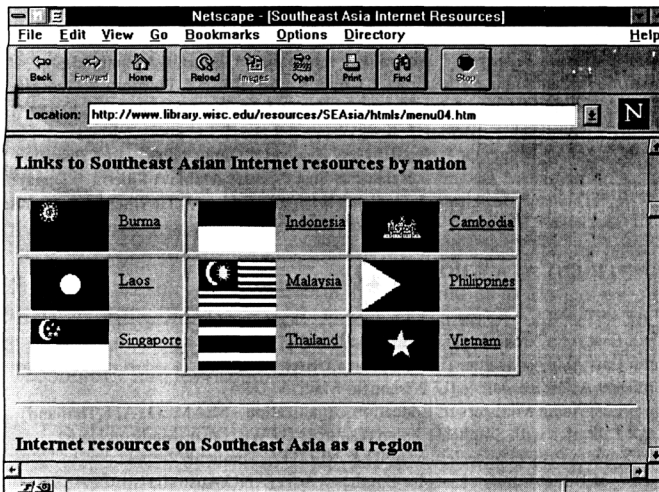 Netscape - [Southeast Asia Internet Resources]
File Edit View Go Bookmarks Options Directory Help
Back Forward Home Reload Images Open Print Find Stop
Location: http://www.library.wisc.edu/resources/SEAsia/htmls/menu04.htm N
Links to Southeast Asian Internet resources by nation
Burma Indonesia Cambodia
Laos Malaysia Philippines
Singapore Thailand Vietnam
Internet resources on Southeast Asia as a region